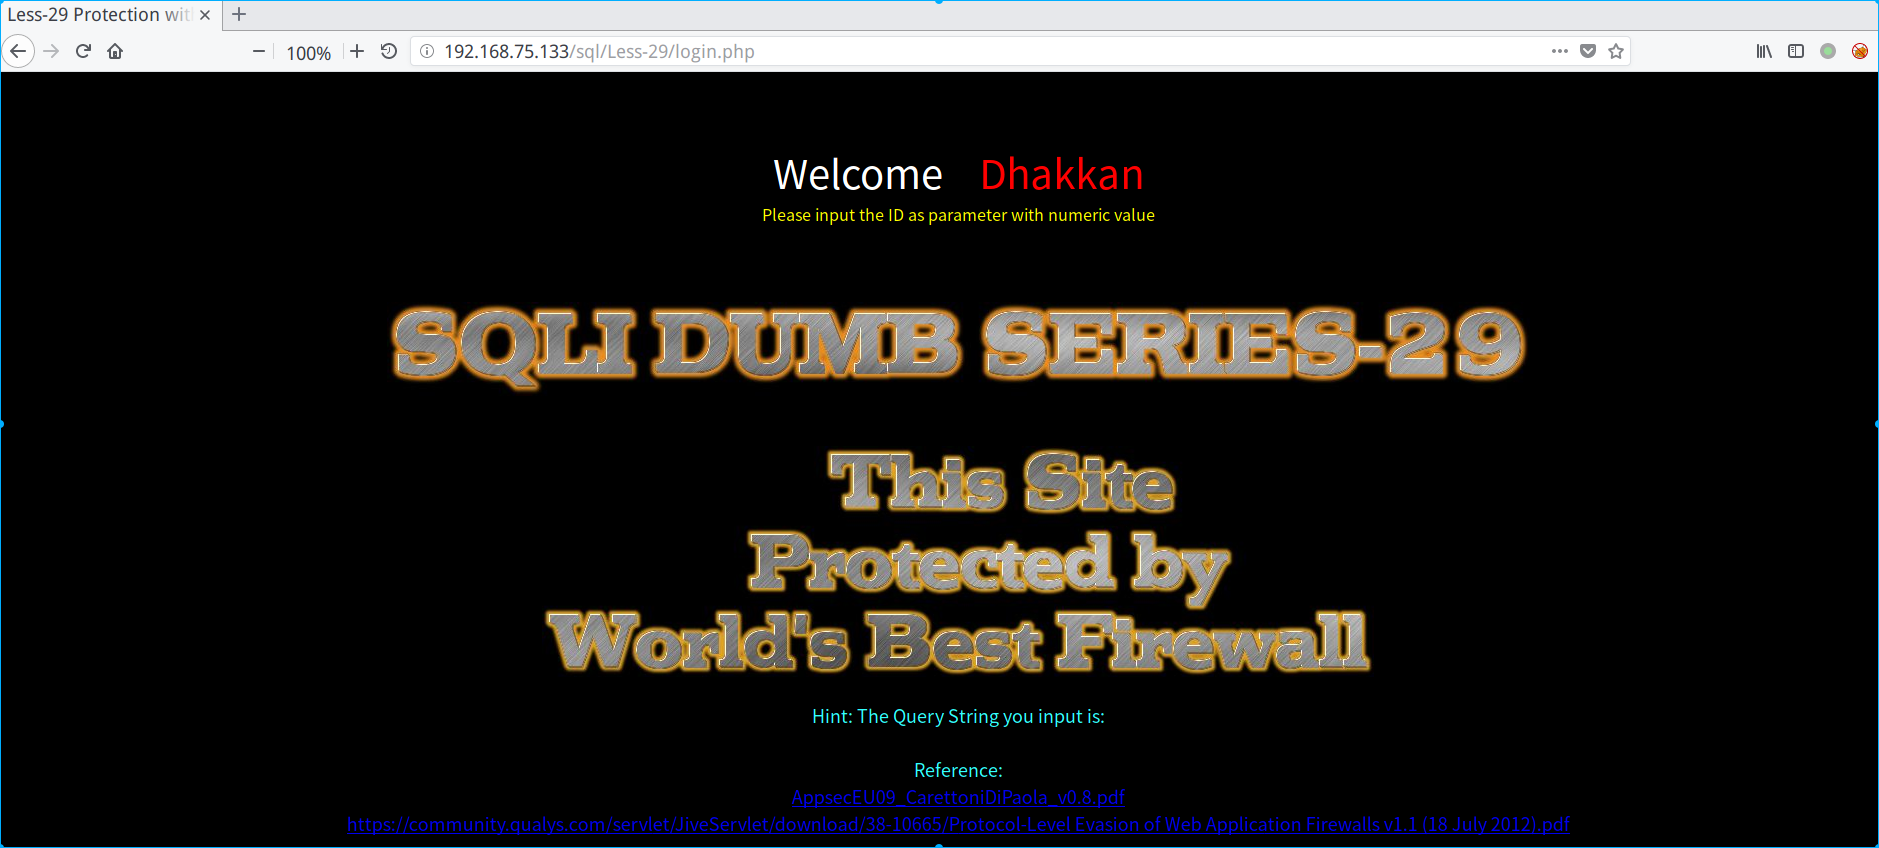 Less-29 Protection wit
100%
192.168.75.133/sql/Less-29/login.php
Welcome Dhakkan
Please input the ID as parameter with numeric value
SQLI DUMB SERIES-29
This Site
Protected by
World's Best Firewall
Hint: The Query String you input is:
Reference:
AppsecEU09_CarettoniDiPaola_v0.8.pdf
https://community.qualys.com/servlet/JiveServlet/download/38-10665/Protocol-Level Evasion of Web Application Firewalls v1.1 (18 July 2012).pdf